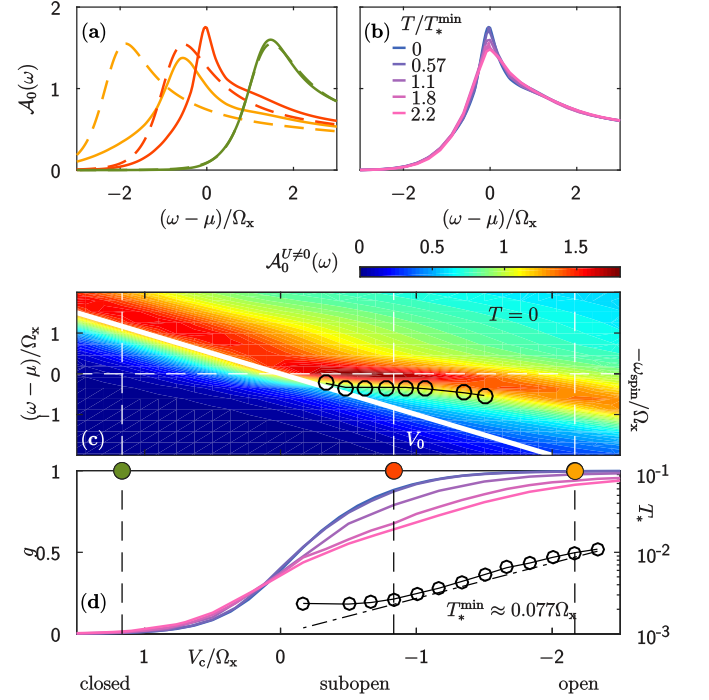 (a)
𝒜₀(ω)
2
1
0
−2
0
2
(ω − μ)/Ωₓ
(b)
T/T*ᵐⁱⁿ
0
0.57
1.1
1.8
2.2
−2
0
2
(ω − μ)/Ωₓ
𝒜₀^{U≠0}(ω)
0
0.5
1
1.5
T = 0
(ω − μ)/Ωₓ
1
0
−1
(c)
V₀
−ω_spin/Ωₓ
g
1
0.5
0
(d)
T*ᵐⁱⁿ ≈ 0.077Ωₓ
10⁻¹
T*
10⁻²
10⁻³
1
V_c/Ωₓ
0
−1
−2
closed
subopen
open